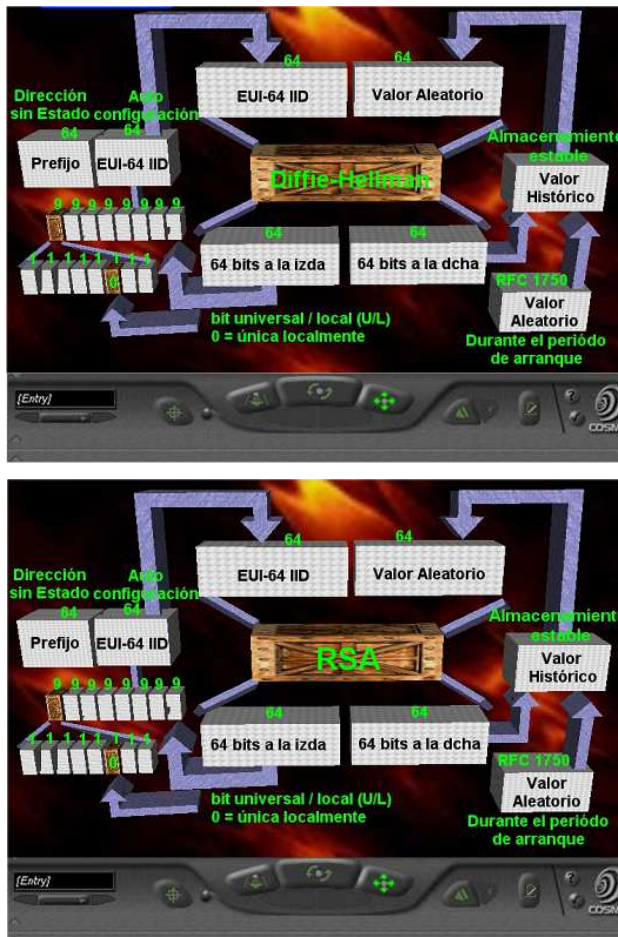 64
64
EUI-64 IID
Valor Aleatorio
Dirección
sin Estado
Auto
configuración
64
64
Prefijo
EUI-64 IID
Diffie-Hellman
Almacenamiento
estable
Valor
Histórico
9 9 9 9 9 9 9 9
1 1 1 1 1 1 1 1
0
64
64
64 bits a la izda
64 bits a la dcha
RFC 1750
Valor
Aleatorio
bit universal / local (U/L)
0 = única localmente
Durante el periódo
de arranque
[Entry]
?
COSM
64
64
EUI-64 IID
Valor Aleatorio
Dirección
sin Estado
Auto
configuración
64
64
Prefijo
EUI-64 IID
RSA
Almacenamiento
estable
Valor
Histórico
9 9 9 9 9 9 9 9
1 1 1 1 1 1 1 1
0
64
64
64 bits a la izda
64 bits a la dcha
RFC 1750
Valor
Aleatorio
bit universal / local (U/L)
0 = única localmente
Durante el periódo
de arranque
[Entry]
?
COSM